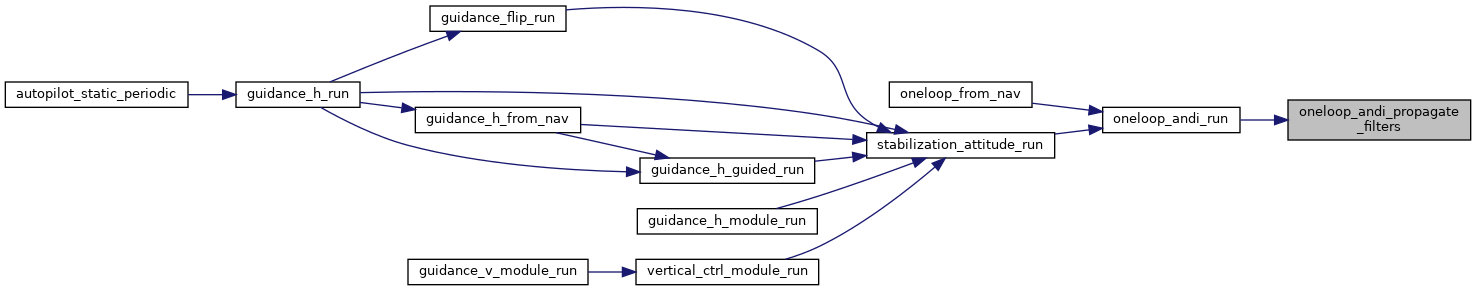 guidance_flip_run
autopilot_static_periodic
guidance_h_run
guidance_h_from_nav
guidance_h_guided_run
guidance_h_module_run
guidance_v_module_run
vertical_ctrl_module_run
stabilization_attitude_run
oneloop_from_nav
oneloop_andi_run
oneloop_andi_propagate
_filters